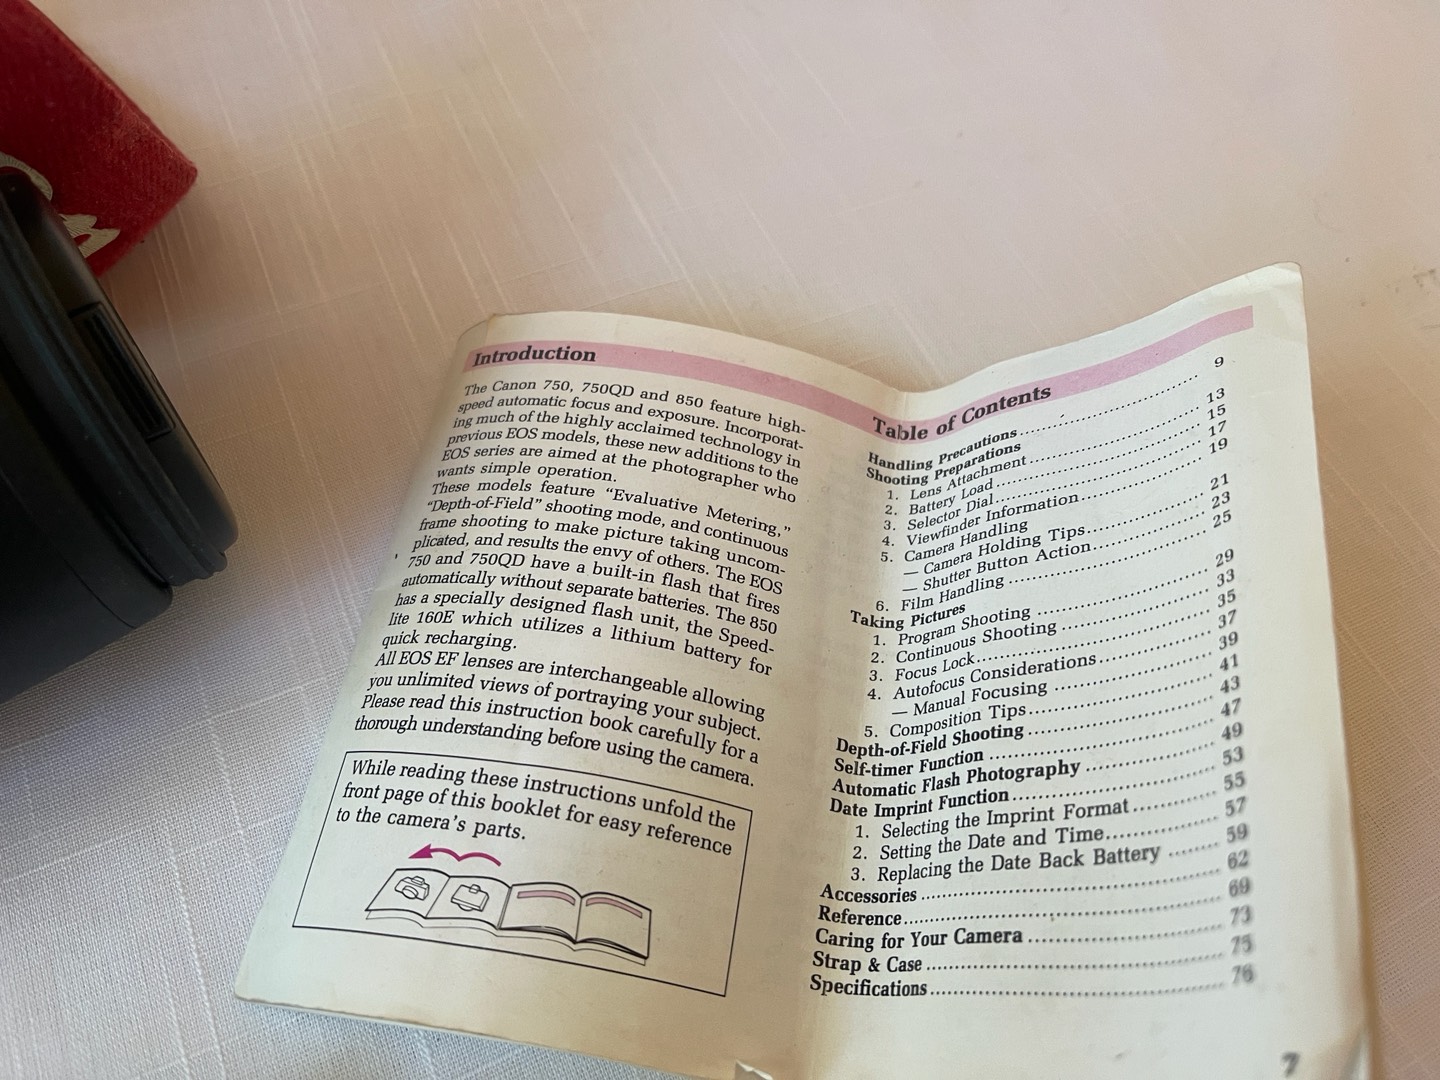 Introduction
The Canon 750, 750QD and 850 feature high-
speed automatic focus and exposure. Incorporat-
ing much of the highly acclaimed technology in
previous EOS models, these new additions to the
EOS series are aimed at the photographer who
wants simple operation.
These models feature “Evaluative Metering,”
“Depth-of-Field” shooting mode, and continuous
frame shooting to make picture taking uncom-
plicated, and results the envy of others. The EOS
750 and 750QD have a built-in flash that fires
automatically without separate batteries. The 850
has a specially designed flash unit, the Speed-
lite 160E which utilizes a lithium battery for
quick recharging.
All EOS EF lenses are interchangeable allowing
you unlimited views of portraying your subject.
Please read this instruction book carefully for a
thorough understanding before using the camera.
While reading these instructions unfold the
front page of this booklet for easy reference
to the camera's parts.
Table of Contents
Handling Precautions ........ 9
Shooting Preparations
1. Lens Attachment ........ 13
2. Battery Load ........ 15
3. Selector Dial ........ 17
4. Viewfinder Information ........ 19
5. Camera Handling
— Camera Holding Tips ........ 21
— Shutter Button Action ........ 23
6. Film Handling ........ 25
Taking Pictures
1. Program Shooting ........ 29
2. Continuous Shooting ........ 33
3. Focus Lock ........ 35
4. Autofocus Considerations ........ 37
— Manual Focusing ........ 39
5. Composition Tips ........ 41
Depth-of-Field Shooting ........ 43
Self-timer Function ........ 47
Automatic Flash Photography ........ 49
Date Imprint Function ........ 53
1. Selecting the Imprint Format ........ 55
2. Setting the Date and Time ........ 57
3. Replacing the Date Back Battery ........ 59
Accessories ........ 62
Reference ........ 69
Caring for Your Camera ........ 73
Strap & Case ........ 75
Specifications ........ 76
7